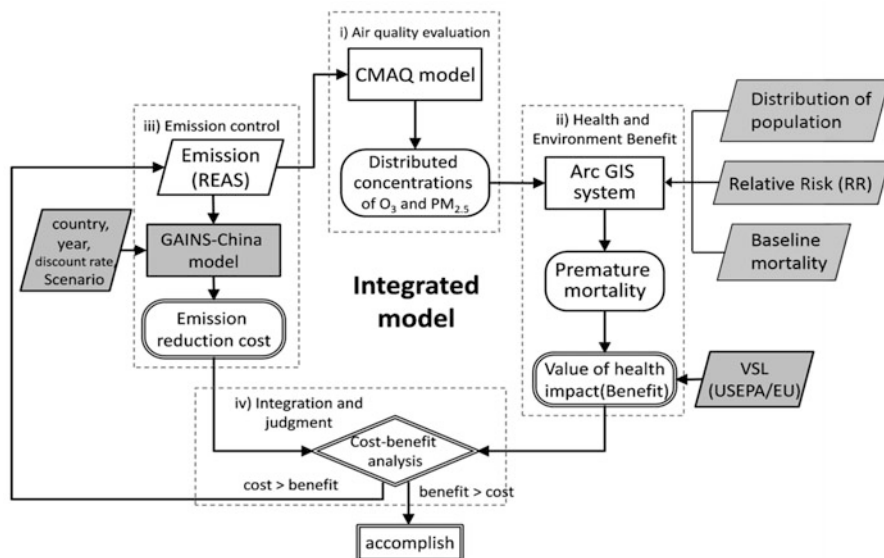 i) Air quality evaluation
CMAQ model
Distributed
concentrations
of O₃ and PM₂.₅
ii) Health and
Environment Benefit
Arc GIS
system
Premature
mortality
Value of health
impact(Benefit)
Distribution of
population
Relative Risk (RR)
Baseline
mortality
VSL
(USEPA/EU)
iii) Emission control
Emission
(REAS)
country,
year,
discount rate,
Scenario
GAINS-China
model
Emission
reduction cost
Integrated
model
iv) Integration and
judgment
Cost-benefit
analysis
cost > benefit
benefit > cost
accomplish